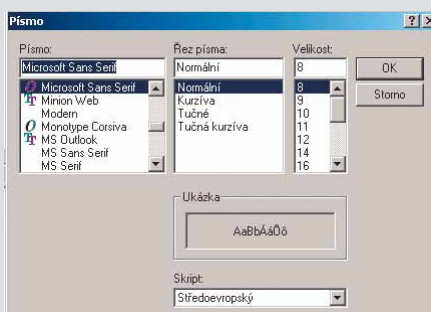 Písmo
Písmo:
Microsoft Sans Serif
Microsoft Sans Serif
Minion Web
Modern
Monotype Corsiva
MS Outlook
MS Sans Serif
MS Serif
Řez písma:
Normální
Normální
Kurzíva
Tučné
Tučná kurzíva
Velikost:
8
8
9
10
11
12
14
16
OK
Storno
Ukázka
AaBbÁáÛô
Skript:
Středoevropský